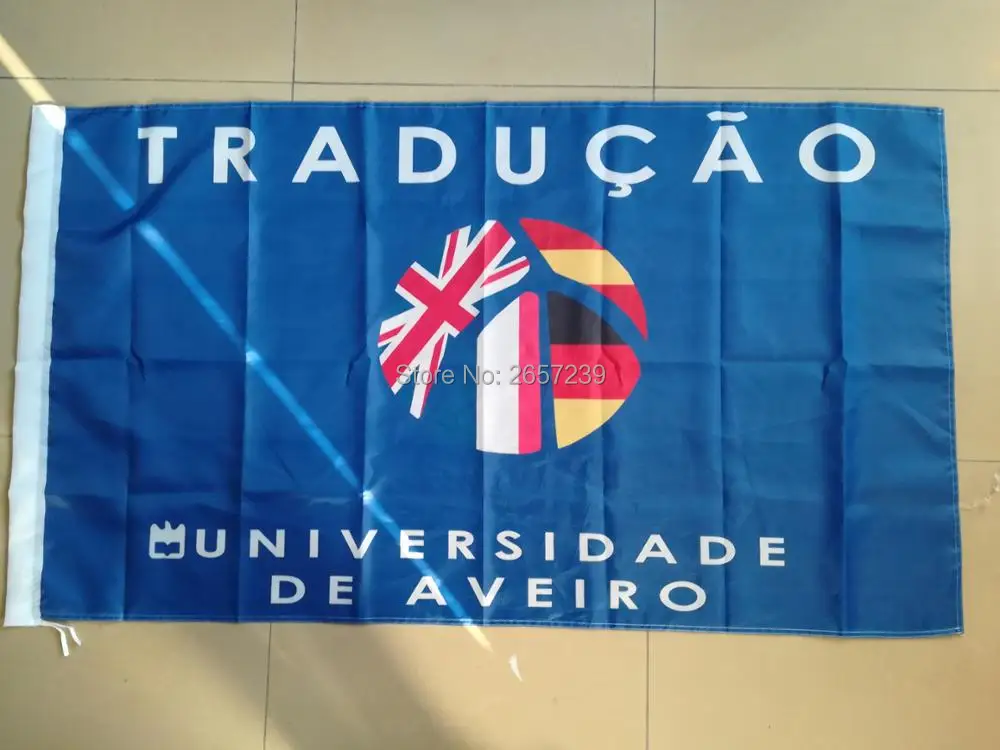 TRADUÇÃO
Store No: 2657239
UNIVERSIDADE
DE AVEIRO